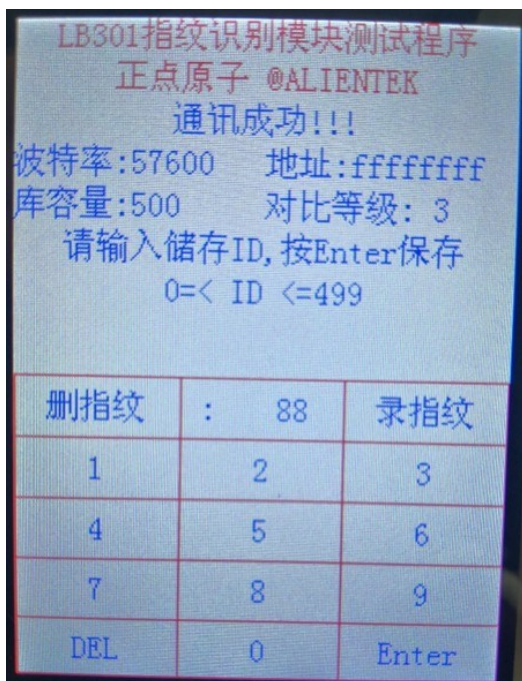 LB301指纹识别模块测试程序
正点原子 @ALIENTEK
通讯成功!!!
波特率:57600 地址:ffffffff
库容量:500 对比等级: 3
请输入储存ID,按Enter保存
0=< ID <=499
删指纹 : 88 录指纹
1 2 3
4 5 6
7 8 9
DEL 0 Enter